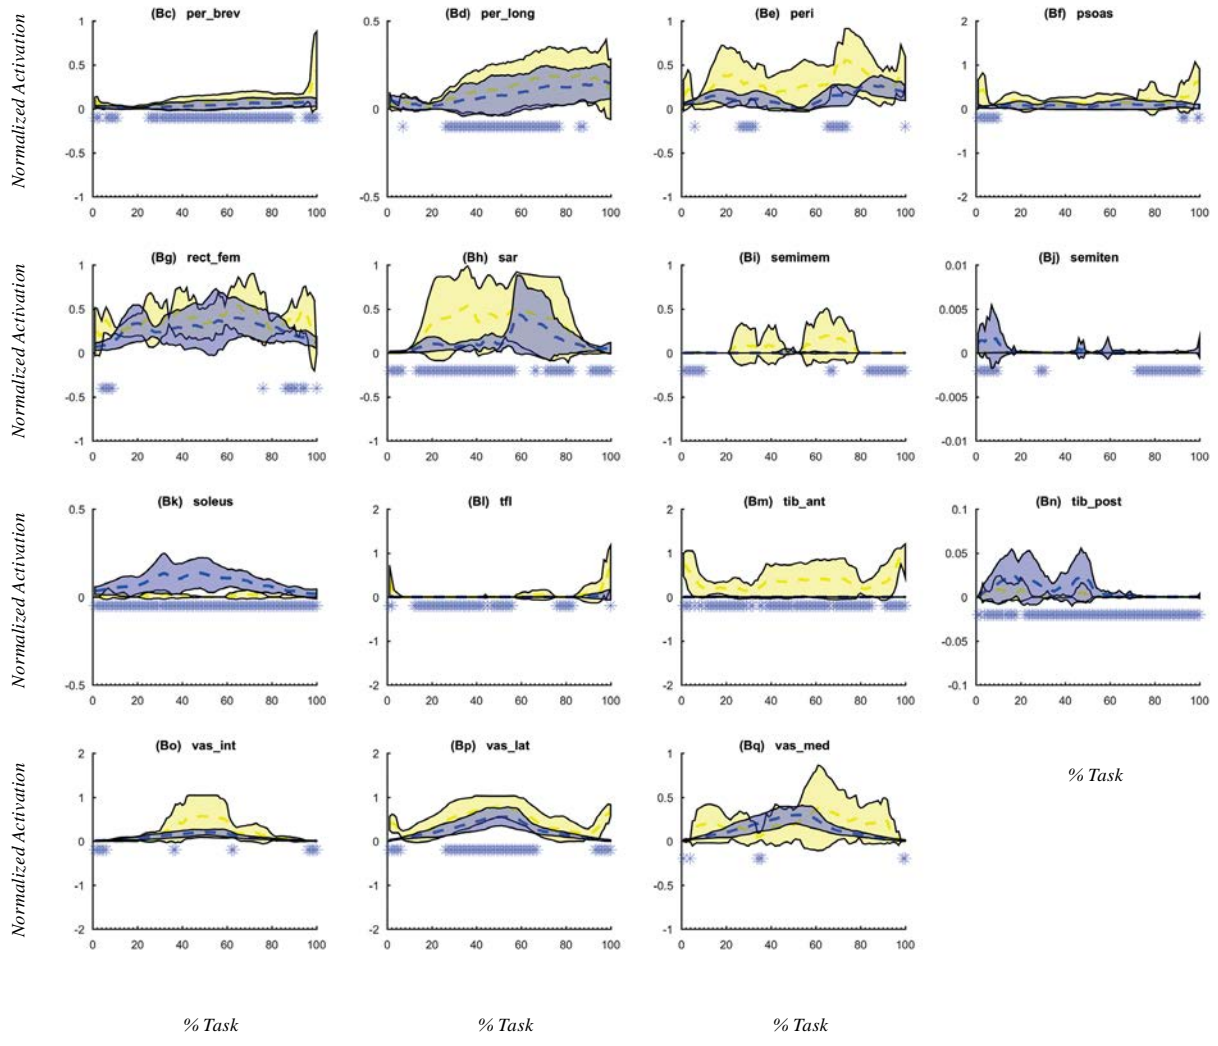 (Bc) per_brev
(Bd) per_long
(Be) peri
(Bf) psoas
Normalized Activation
1
0.5
0
-0.5
-1
0 20 40 60 80 100
0.5
0
-0.5
0 20 40 60 80 100
1
0.5
0
-0.5
-1
0 20 40 60 80 100
2
1
0
-1
-2
0 20 40 60 80 100
(Bg) rect_fem
(Bh) sar
(Bi) semimem
(Bj) semiten
Normalized Activation
1
0.5
0
-0.5
-1
0 20 40 60 80 100
1
0.5
0
-0.5
-1
0 20 40 60 80 100
1
0.5
0
-0.5
-1
0 20 40 60 80 100
0.01
0.005
0
-0.005
-0.01
0 20 40 60 80 100
(Bk) soleus
(Bl) tfl
(Bm) tib_ant
(Bn) tib_post
Normalized Activation
0.5
0
-0.5
0 20 40 60 80 100
2
1
0
-1
-2
0 20 40 60 80 100
2
1
0
-1
-2
0 20 40 60 80 100
0.1
0.05
0
-0.05
-0.1
0 20 40 60 80 100
(Bo) vas_int
(Bp) vas_lat
(Bq) vas_med
Normalized Activation
2
1
0
-1
-2
0 20 40 60 80 100
2
1
0
-1
-2
0 20 40 60 80 100
1
0.5
0
-0.5
-1
0 20 40 60 80 100
% Task
% Task
% Task
% Task